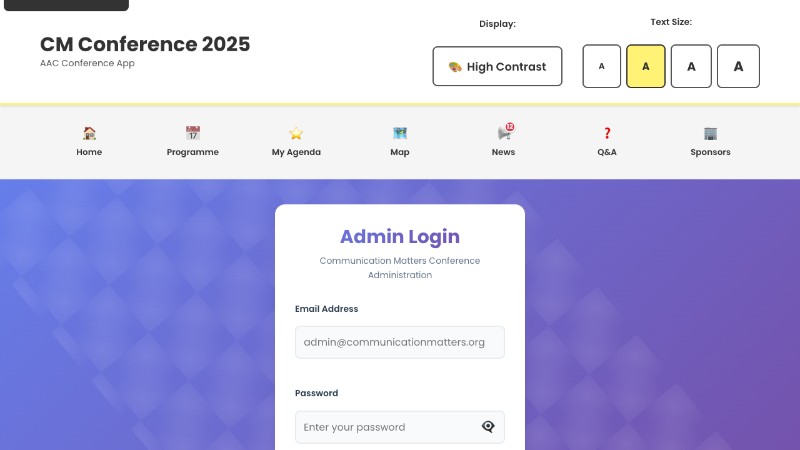 CM Conference 2025
AAC Conference App
Display:
High Contrast
Text Size:
A A A A
Home
Programme
My Agenda
Map
12
News
Q&A
Sponsors
Admin Login
Communication Matters Conference
Administration
Email Address
admin@communicationmatters.org
Password
Enter your password